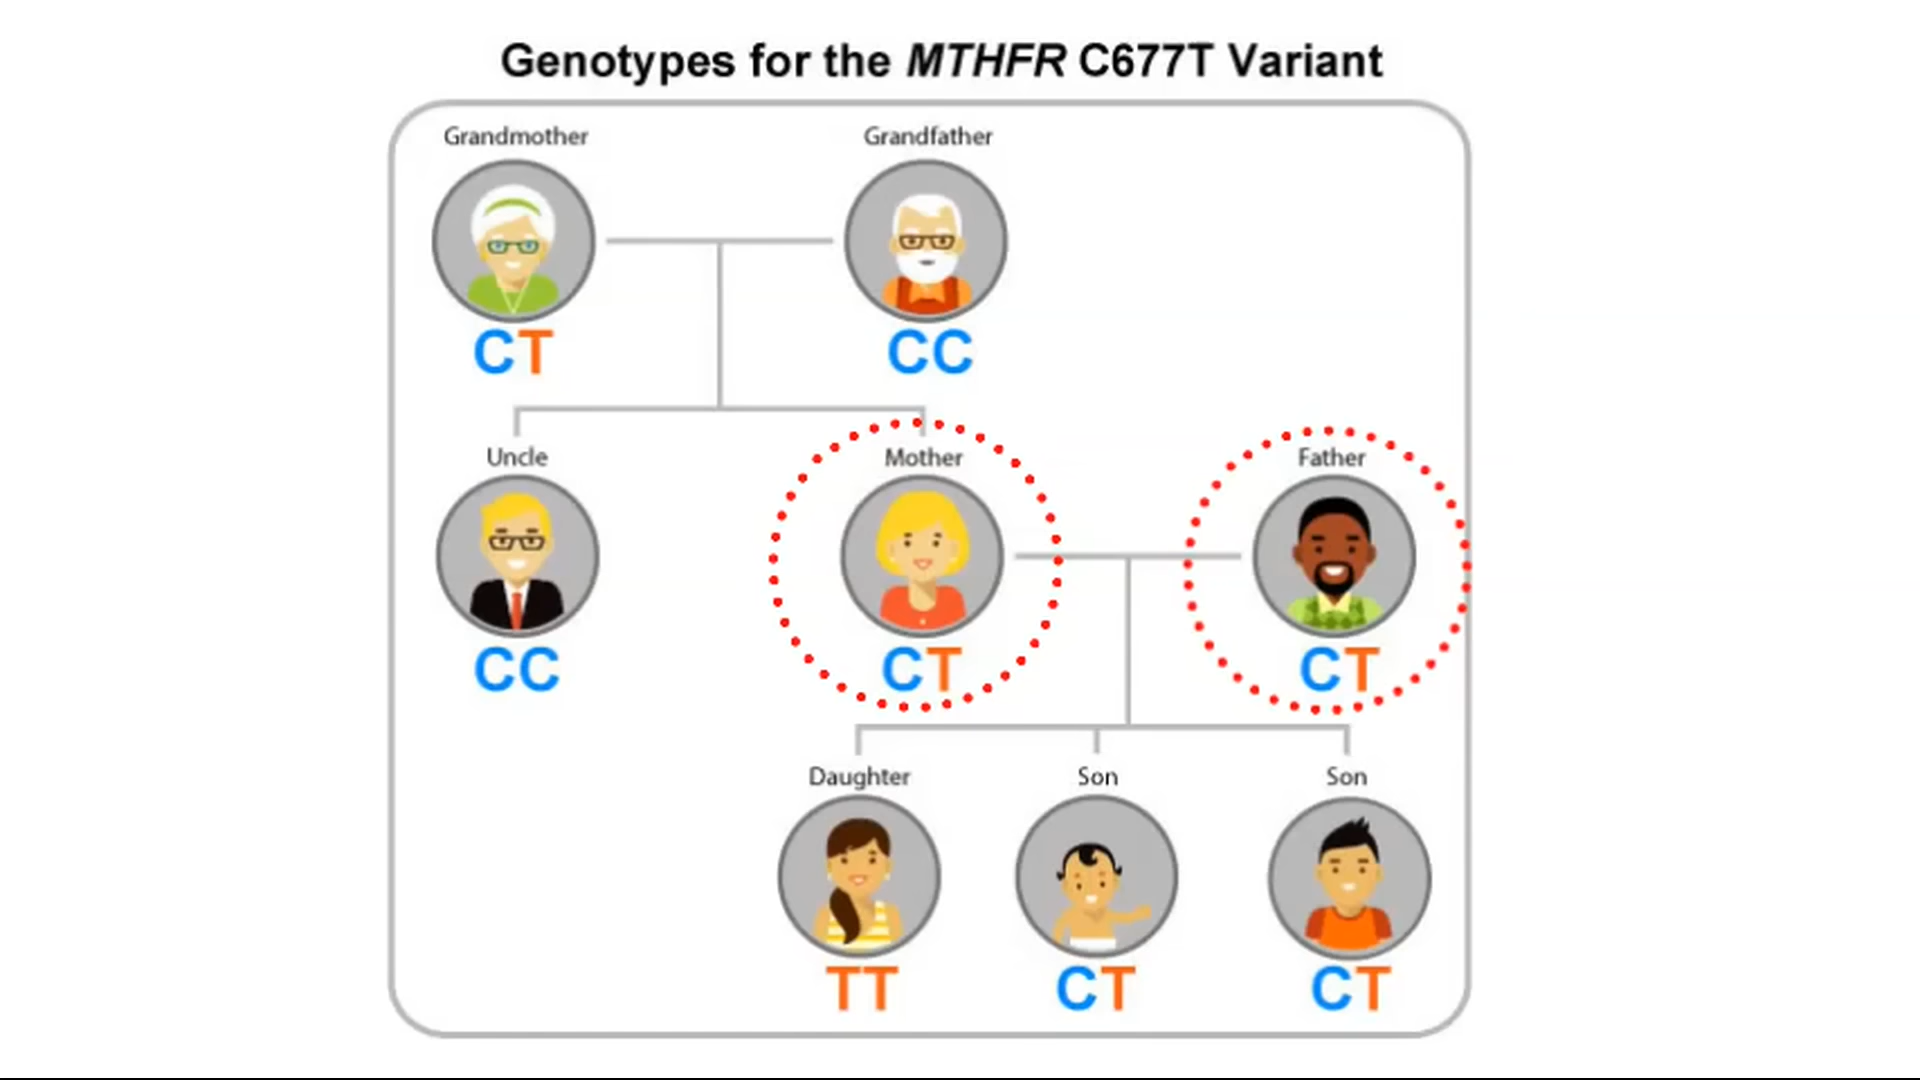 Genotypes for the MTHFR C677T Variant
Grandmother
Grandfather
CT
CC
Uncle
Mother
Father
CC
CT
CT
Daughter
Son
Son
TT
CT
CT